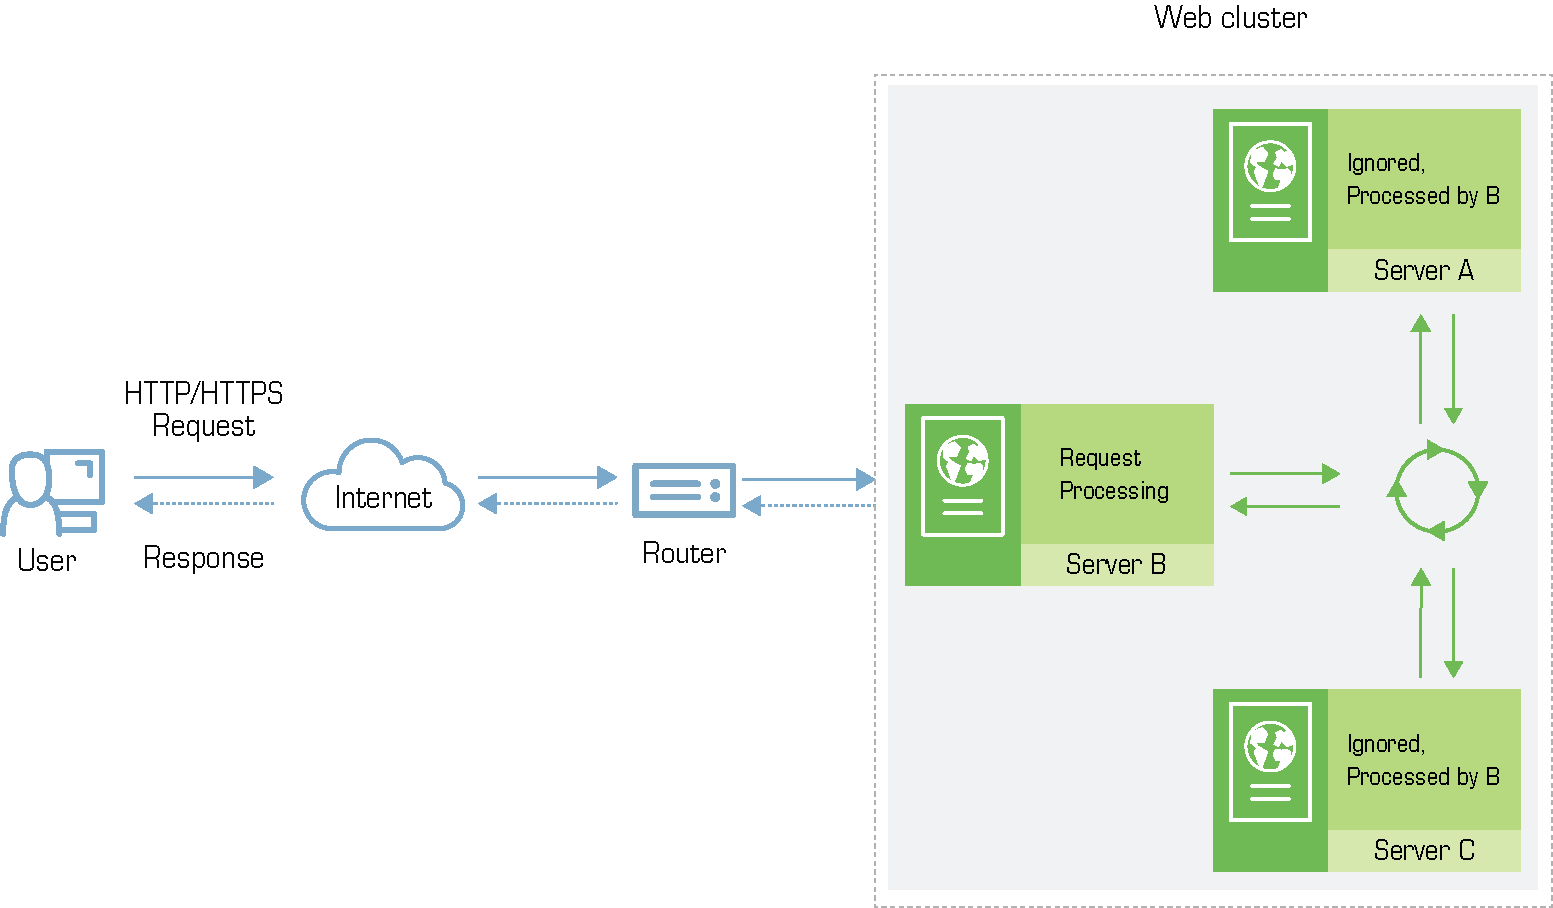 Web cluster
Ignored,
Processed by B
Server A
HTTP/HTTPS
Request
Internet
User
Response
Router
Request
Processing
Server B
Ignored,
Processed by B
Server C